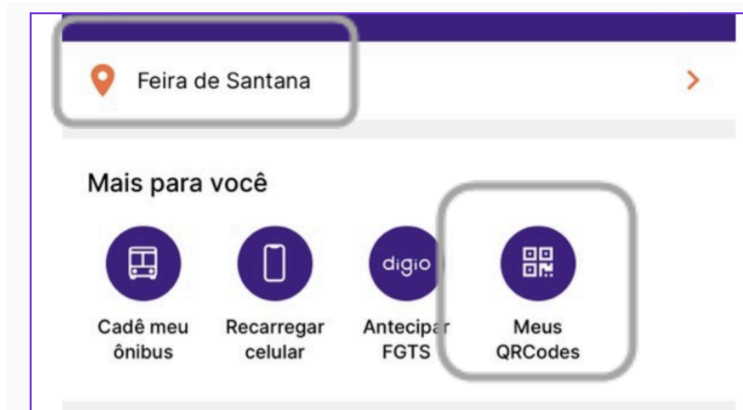 Feira de Santana
Mais para você
digio
Cadê meu
ônibus
Recarregar
celular
Antecipar
FGTS
Meus
QRCodes